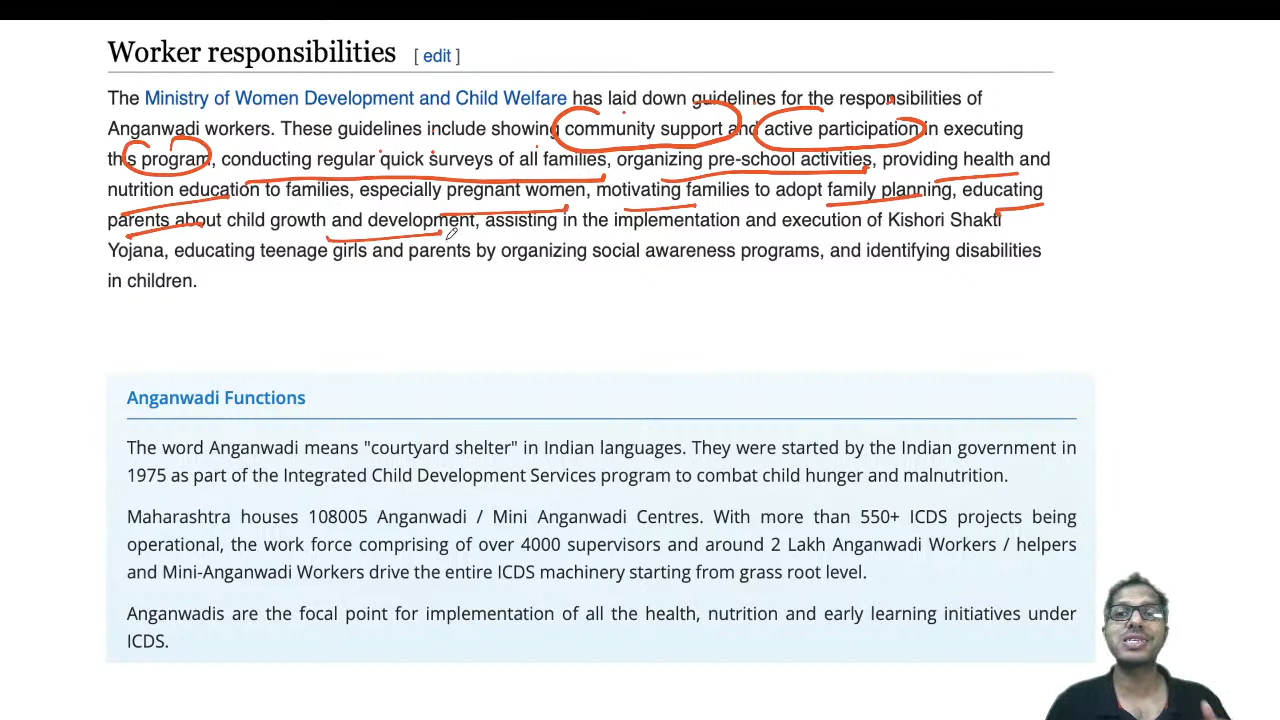 Worker responsibilities [ edit ]
The Ministry of Women Development and Child Welfare has laid down guidelines for the responsibilities of
Anganwadi workers. These guidelines include showing community support and active participation in executing
this program, conducting regular quick surveys of all families, organizing pre-school activities, providing health and
nutrition education to families, especially pregnant women, motivating families to adopt family planning, educating
parents about child growth and development, assisting in the implementation and execution of Kishori Shakti
Yojana, educating teenage girls and parents by organizing social awareness programs, and identifying disabilities
in children.
Anganwadi Functions
The word Anganwadi means "courtyard shelter" in Indian languages. They were started by the Indian government in
1975 as part of the Integrated Child Development Services program to combat child hunger and malnutrition.
Maharashtra houses 108005 Anganwadi / Mini Anganwadi Centres. With more than 550+ ICDS projects being
operational, the work force comprising of over 4000 supervisors and around 2 Lakh Anganwadi Workers / helpers
and Mini-Anganwadi Workers drive the entire ICDS machinery starting from grass root level.
Anganwadis are the focal point for implementation of all the health, nutrition and early learning initiatives under
ICDS.